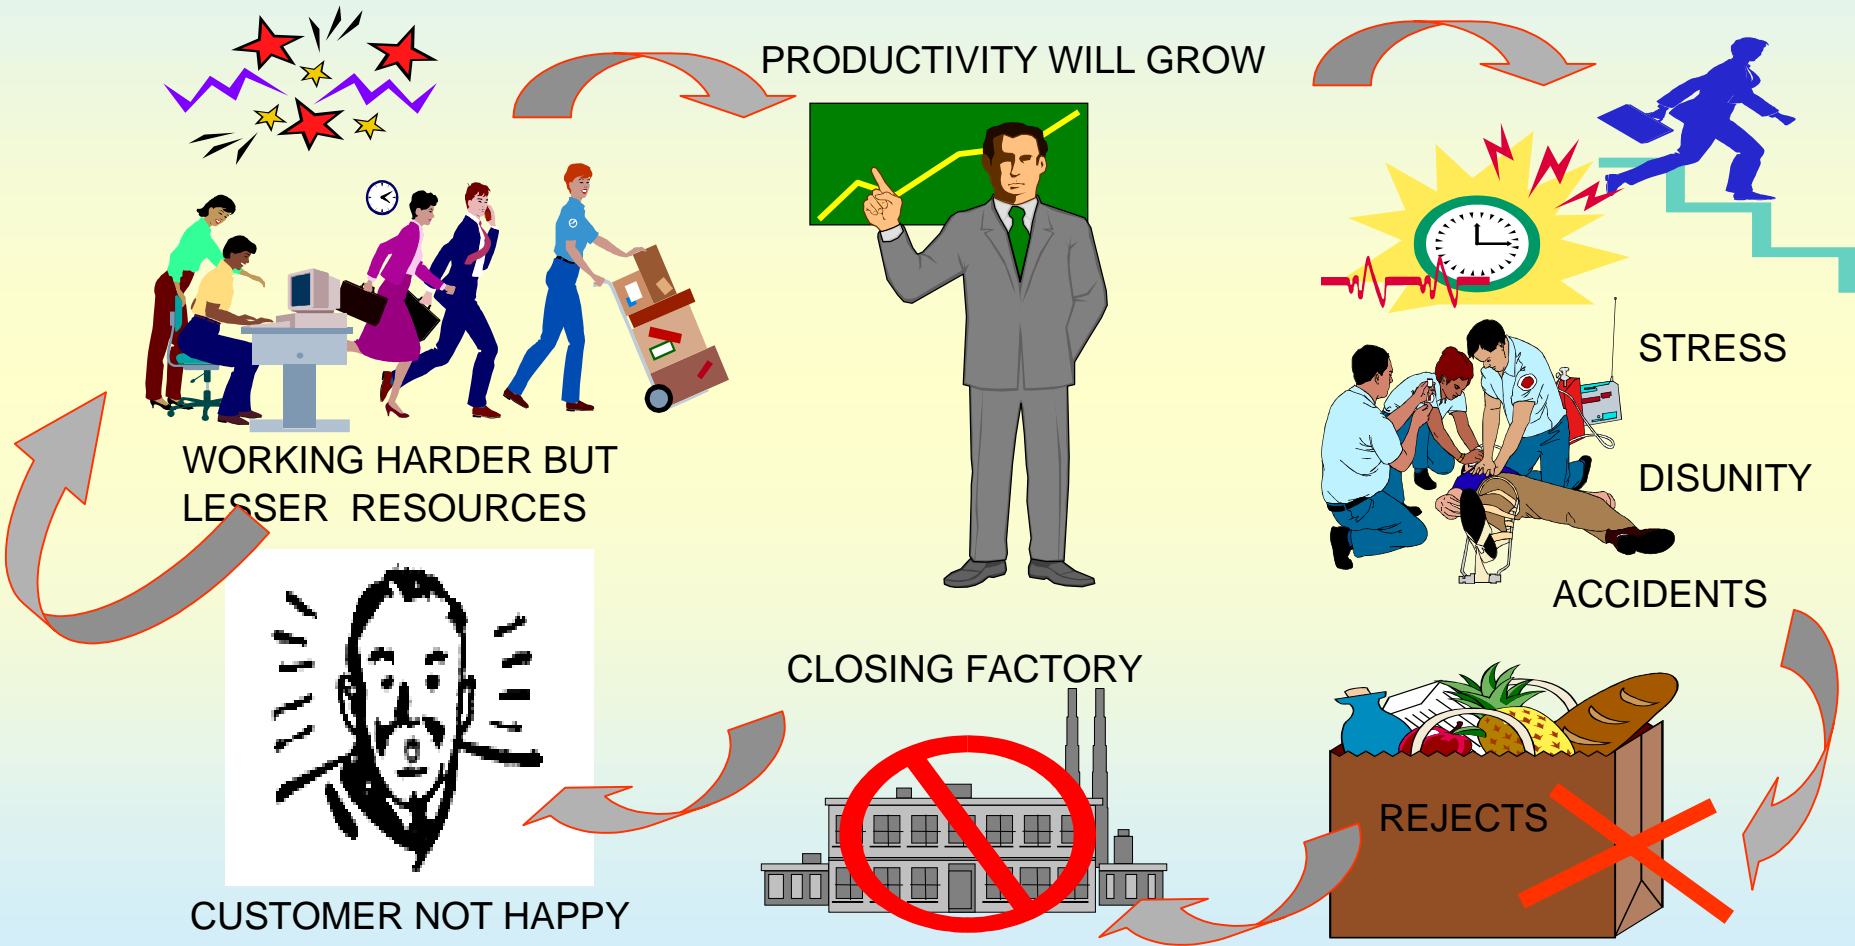 PRODUCTIVITY WILL GROW
WORKING HARDER BUT
LESSER RESOURCES
STRESS
DISUNITY
ACCIDENTS
CLOSING FACTORY
REJECTS
CUSTOMER NOT HAPPY